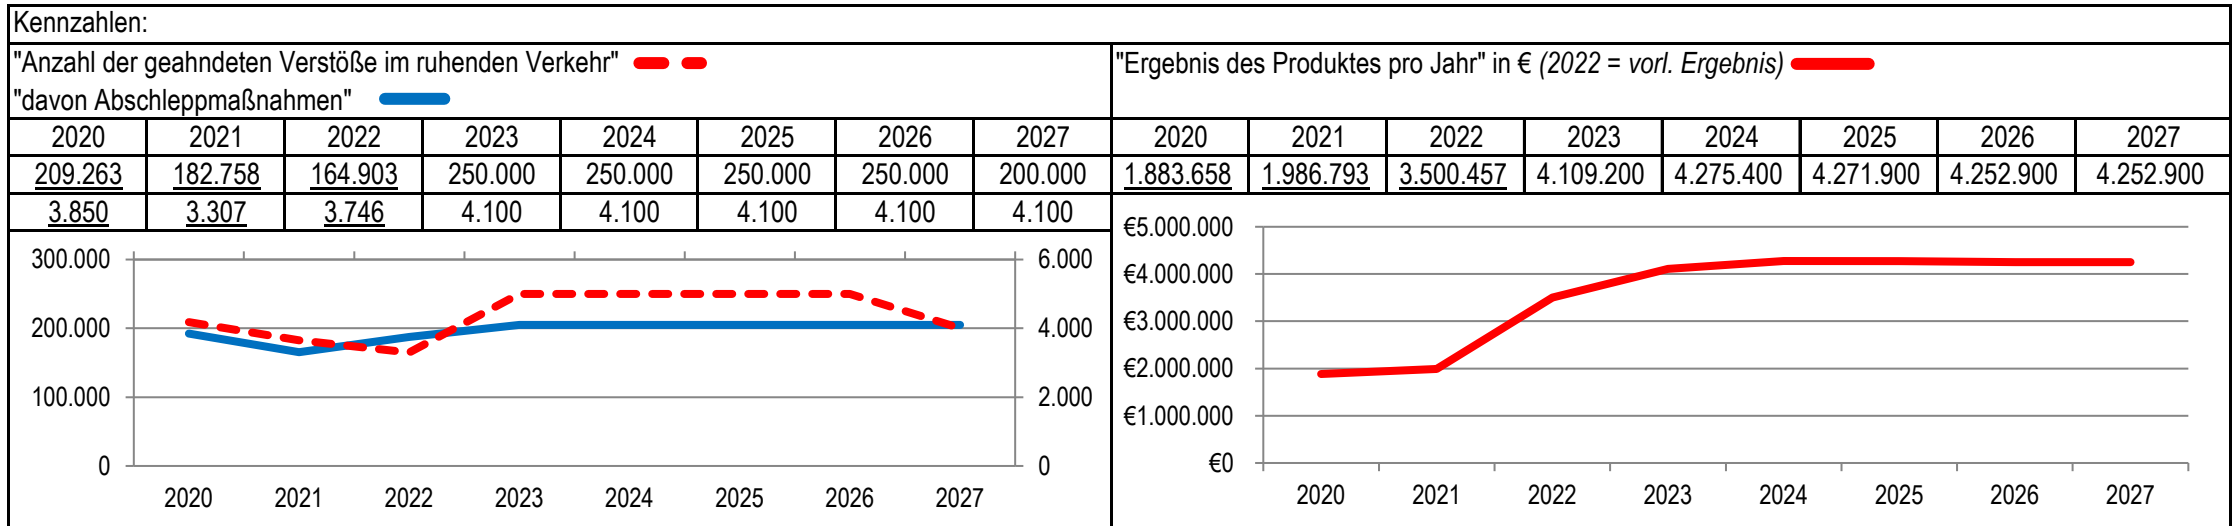 Kennzahlen:
"Anzahl der geahndeten Verstöße im ruhenden Verkehr"
"davon Abschleppmaßnahmen"
2020 2021 2022 2023 2024 2025 2026 2027
209.263 182.758 164.903 250.000 250.000 250.000 250.000 200.000
3.850 3.307 3.746 4.100 4.100 4.100 4.100 4.100
300.000 6.000
200.000 4.000
100.000 2.000
0 0
2020 2021 2022 2023 2024 2025 2026 2027
"Ergebnis des Produktes pro Jahr" in € (2022 = vorl. Ergebnis)
2020 2021 2022 2023 2024 2025 2026 2027
1.883.658 1.986.793 3.500.457 4.109.200 4.275.400 4.271.900 4.252.900 4.252.900
€5.000.000
€4.000.000
€3.000.000
€2.000.000
€1.000.000
€0
2020 2021 2022 2023 2024 2025 2026 2027